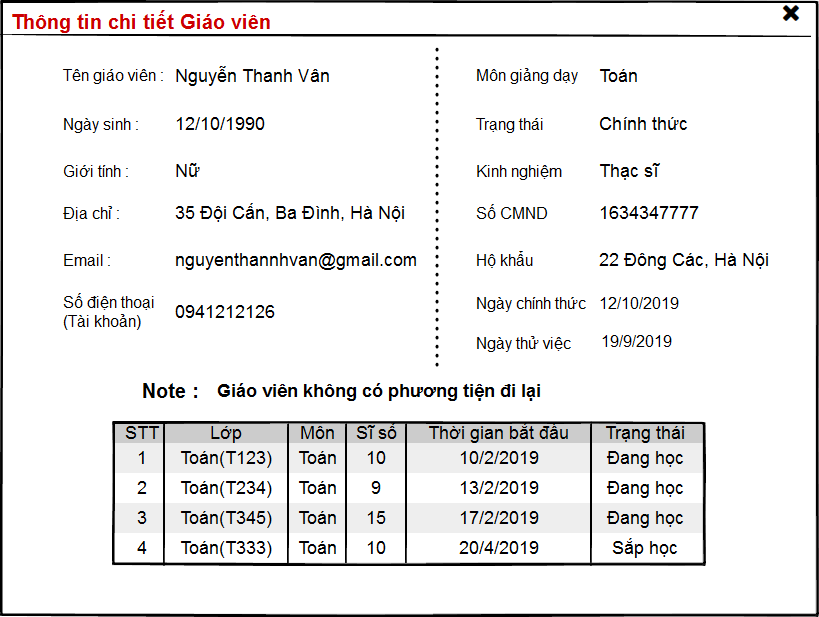 Thông tin chi tiết Giáo viên
Tên giáo viên : Nguyễn Thanh Vân
Ngày sinh : 12/10/1990
Giới tính : Nữ
Địa chỉ : 35 Đội Cấn, Ba Đình, Hà Nội
Email : nguyenthannhvan@gmail.com
Số điện thoại
(Tài khoản) 0941212126
Môn giảng dạy Toán
Trạng thái Chính thức
Kinh nghiệm Thạc sĩ
Số CMND 1634347777
Hộ khẩu 22 Đông Các, Hà Nội
Ngày chính thức 12/10/2019
Ngày thử việc 19/9/2019
Note : Giáo viên không có phương tiện đi lại
STT Lớp Môn Sĩ số Thời gian bắt đầu Trạng thái
1 Toán(T123) Toán 10 10/2/2019 Đang học
2 Toán(T234) Toán 9 13/2/2019 Đang học
3 Toán(T345) Toán 15 17/2/2019 Đang học
4 Toán(T333) Toán 10 20/4/2019 Sắp học